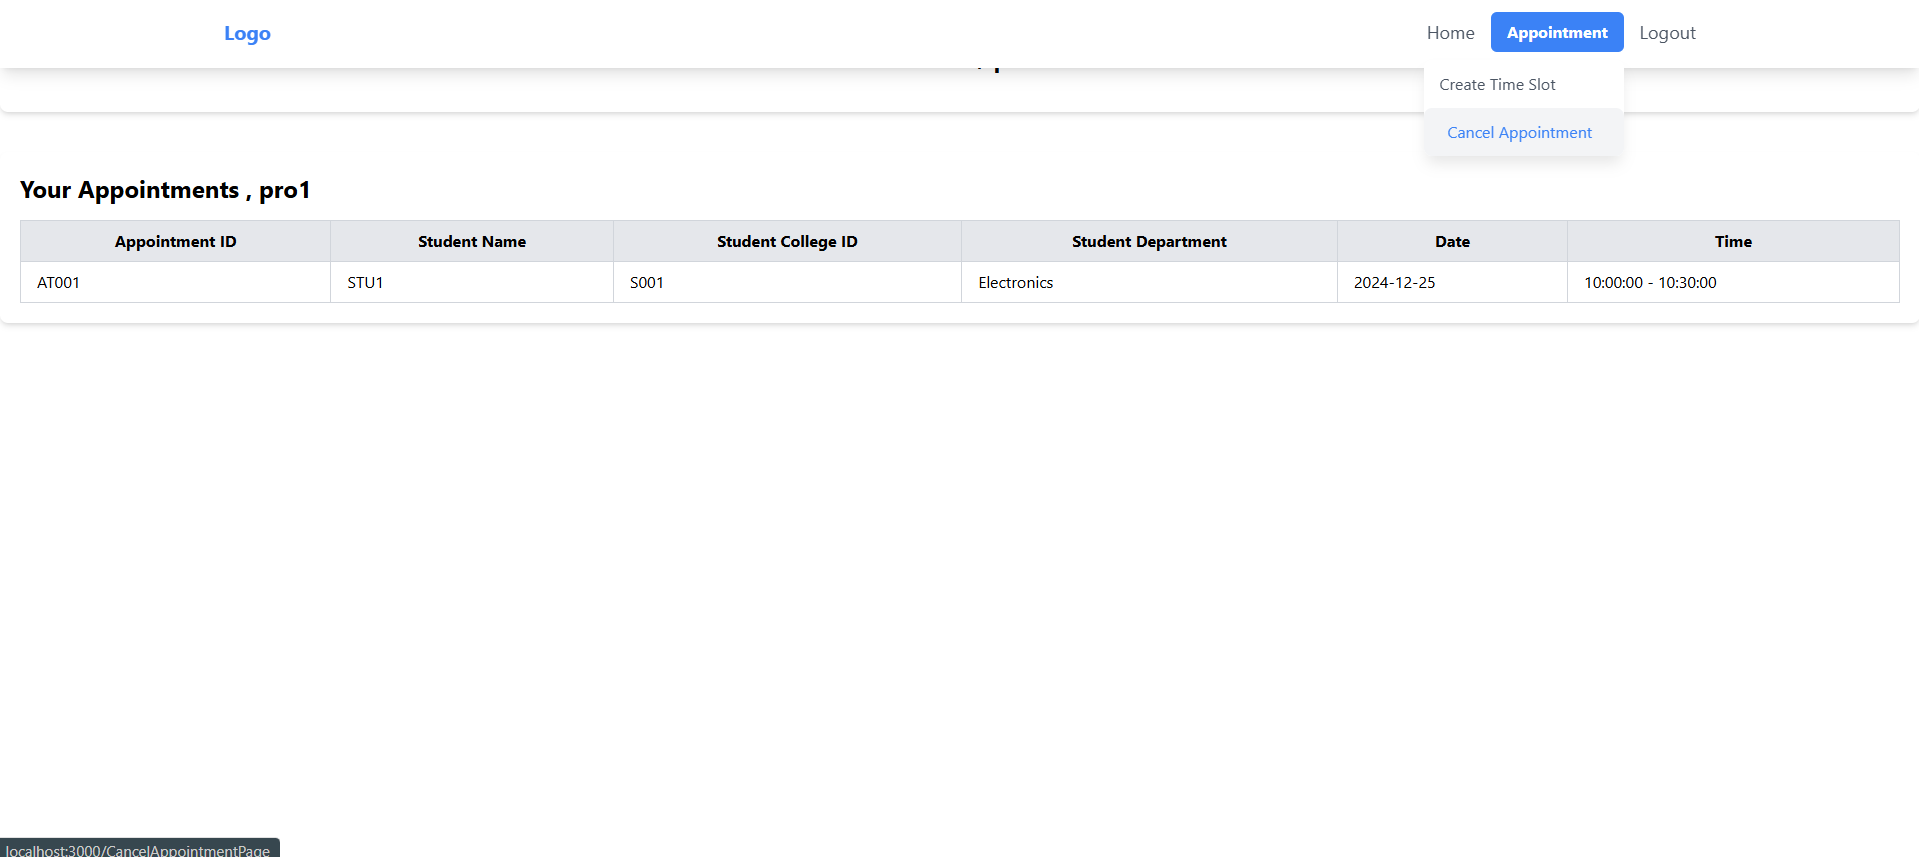 Logo Home Appointment Logout
Create Time Slot
Cancel Appointment
Your Appointments , pro1
Appointment ID Student Name Student College ID Student Department Date Time
AT001 STU1 S001 Electronics 2024-12-25 10:00:00 - 10:30:00
localhost:3000/CancelAppointmentPage